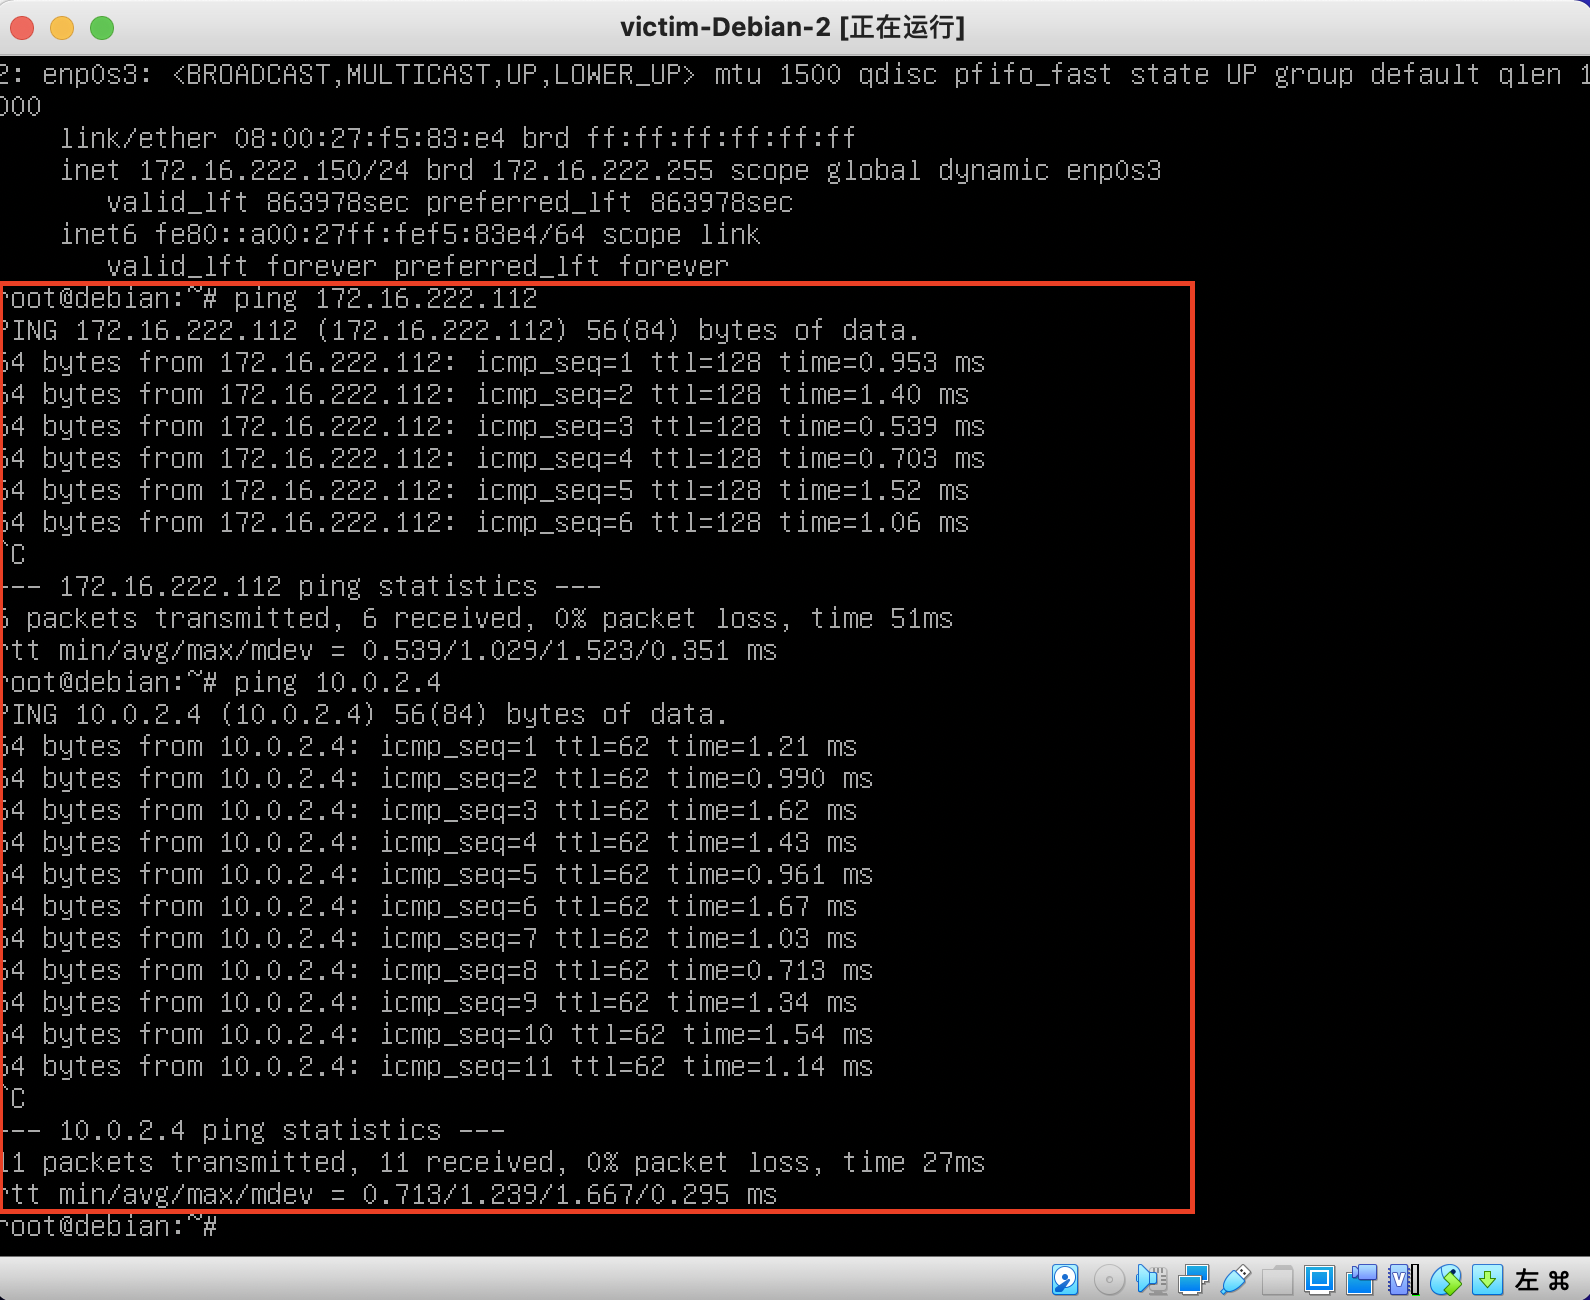 victim-Debian-2 [正在运行]
2: enp0s3: <BROADCAST,MULTICAST,UP,LOWER_UP> mtu 1500 qdisc pfifo_fast state UP group default qlen 1
000
link/ether 08:00:27:f5:83:e4 brd ff:ff:ff:ff:ff:ff
inet 172.16.222.150/24 brd 172.16.222.255 scope global dynamic enp0s3
valid_lft 863978sec preferred_lft 863978sec
inet6 fe80::a00:27ff:fef5:83e4/64 scope link
valid_lft forever preferred_lft forever
root@debian:~# ping 172.16.222.112
PING 172.16.222.112 (172.16.222.112) 56(84) bytes of data.
64 bytes from 172.16.222.112: icmp_seq=1 ttl=128 time=0.953 ms
64 bytes from 172.16.222.112: icmp_seq=2 ttl=128 time=1.40 ms
64 bytes from 172.16.222.112: icmp_seq=3 ttl=128 time=0.539 ms
64 bytes from 172.16.222.112: icmp_seq=4 ttl=128 time=0.703 ms
64 bytes from 172.16.222.112: icmp_seq=5 ttl=128 time=1.52 ms
64 bytes from 172.16.222.112: icmp_seq=6 ttl=128 time=1.06 ms
^C
--- 172.16.222.112 ping statistics ---
6 packets transmitted, 6 received, 0% packet loss, time 51ms
rtt min/avg/max/mdev = 0.539/1.029/1.523/0.351 ms
root@debian:~# ping 10.0.2.4
PING 10.0.2.4 (10.0.2.4) 56(84) bytes of data.
64 bytes from 10.0.2.4: icmp_seq=1 ttl=62 time=1.21 ms
64 bytes from 10.0.2.4: icmp_seq=2 ttl=62 time=0.990 ms
64 bytes from 10.0.2.4: icmp_seq=3 ttl=62 time=1.62 ms
64 bytes from 10.0.2.4: icmp_seq=4 ttl=62 time=1.43 ms
64 bytes from 10.0.2.4: icmp_seq=5 ttl=62 time=0.961 ms
64 bytes from 10.0.2.4: icmp_seq=6 ttl=62 time=1.67 ms
64 bytes from 10.0.2.4: icmp_seq=7 ttl=62 time=1.03 ms
64 bytes from 10.0.2.4: icmp_seq=8 ttl=62 time=0.713 ms
64 bytes from 10.0.2.4: icmp_seq=9 ttl=62 time=1.34 ms
64 bytes from 10.0.2.4: icmp_seq=10 ttl=62 time=1.54 ms
64 bytes from 10.0.2.4: icmp_seq=11 ttl=62 time=1.14 ms
^C
--- 10.0.2.4 ping statistics ---
11 packets transmitted, 11 received, 0% packet loss, time 27ms
rtt min/avg/max/mdev = 0.713/1.239/1.667/0.295 ms
root@debian:~#
左 ⌘